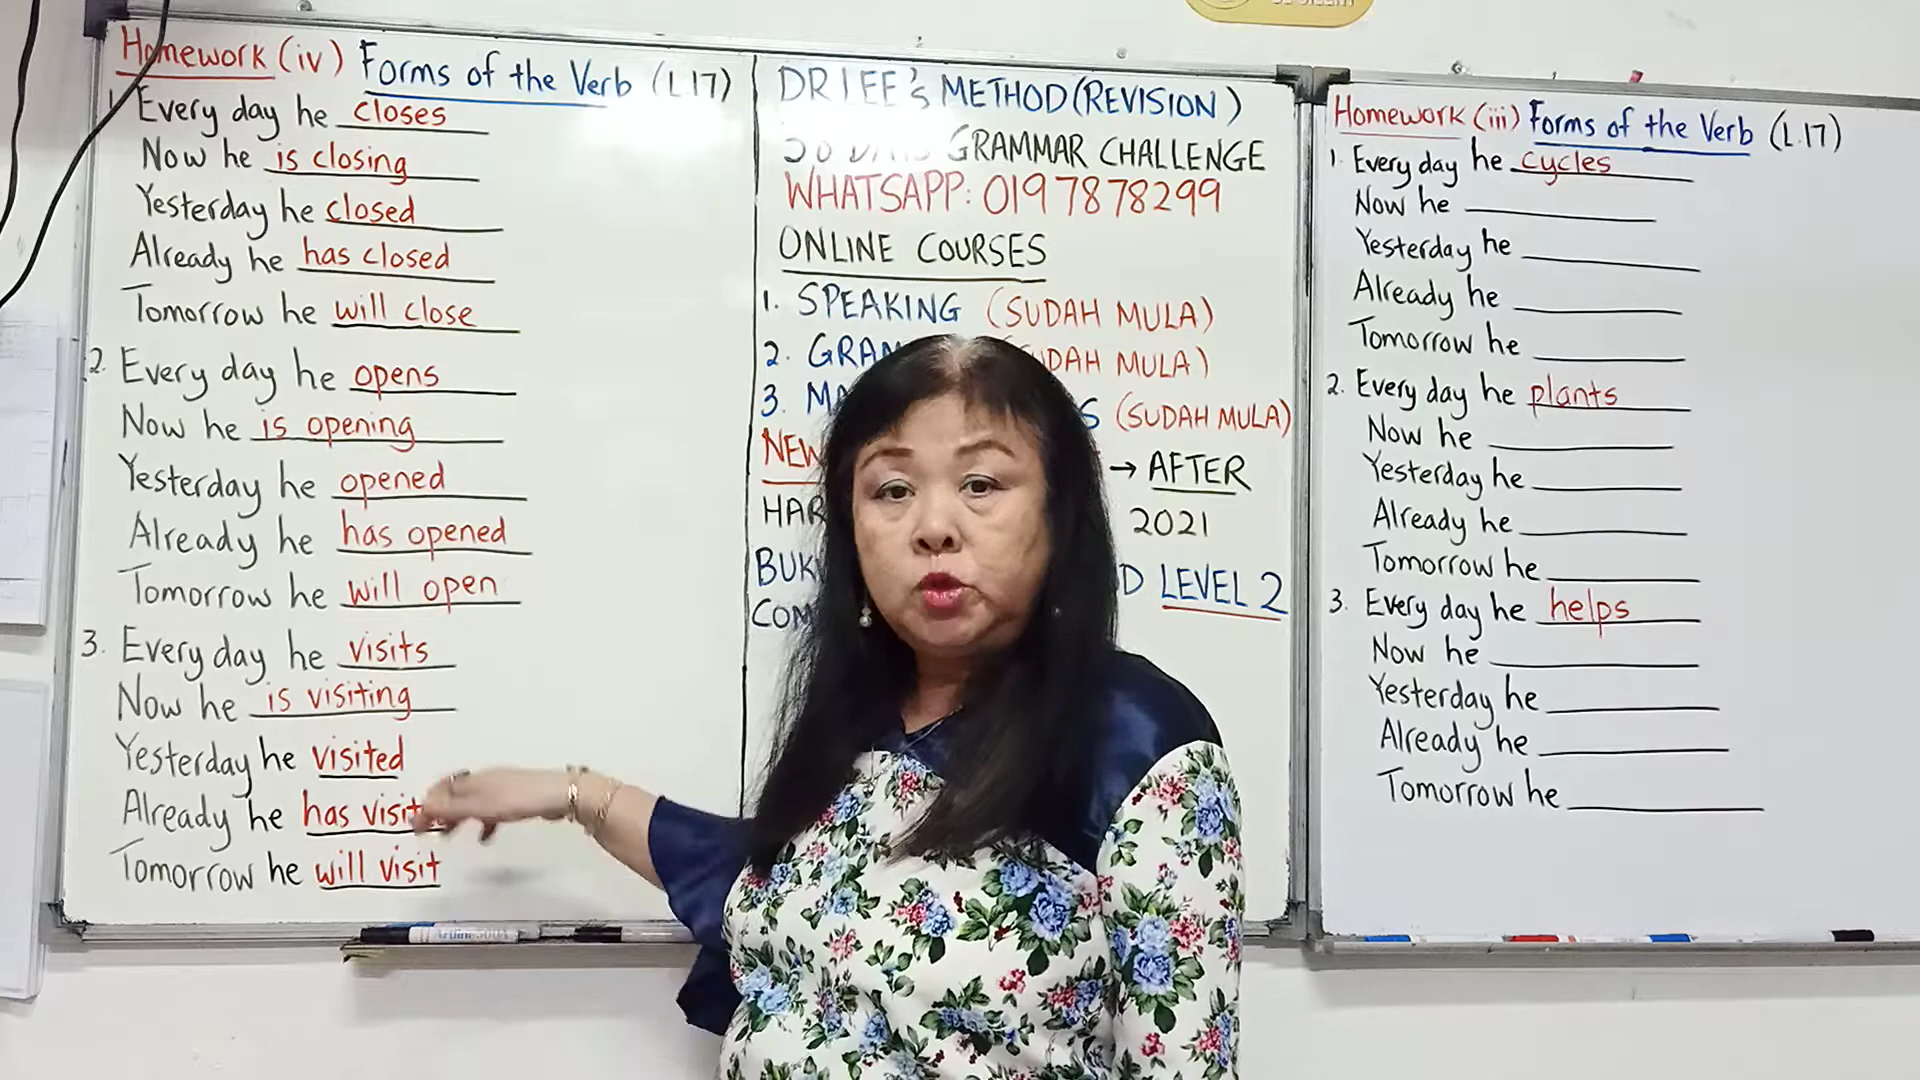 Homework (iv) Forms of the Verb (L.17)
1. Every day he closes
Now he is closing
Yesterday he closed
Already he has closed
Tomorrow he will close
2. Every day he opens
Now he is opening
Yesterday he opened
Already he has opened
Tomorrow he will open
3. Every day he visits
Now he is visiting
Yesterday he visited
Already he has
Tomorrow he will visit
METHOD (REVISION)
GRAMMAR CHALLENGE
WHATSAPP: 0197878299
ONLINE COURSES
1. SPEAKING (SUDAH MULA)
2. MULA)
3. (SUDAH MULA)
NEW → AFTER
2021
LEVEL 2
Homework (iii) Forms of the Verb (L.17)
1. Every day he cycles
Now he
Yesterday he
Already he
Tomorrow he
2. Every day he plants
Now he
Yesterday he
Already he
Tomorrow he
3. Every day he helps
Now he
Yesterday he
Already he
Tomorrow he